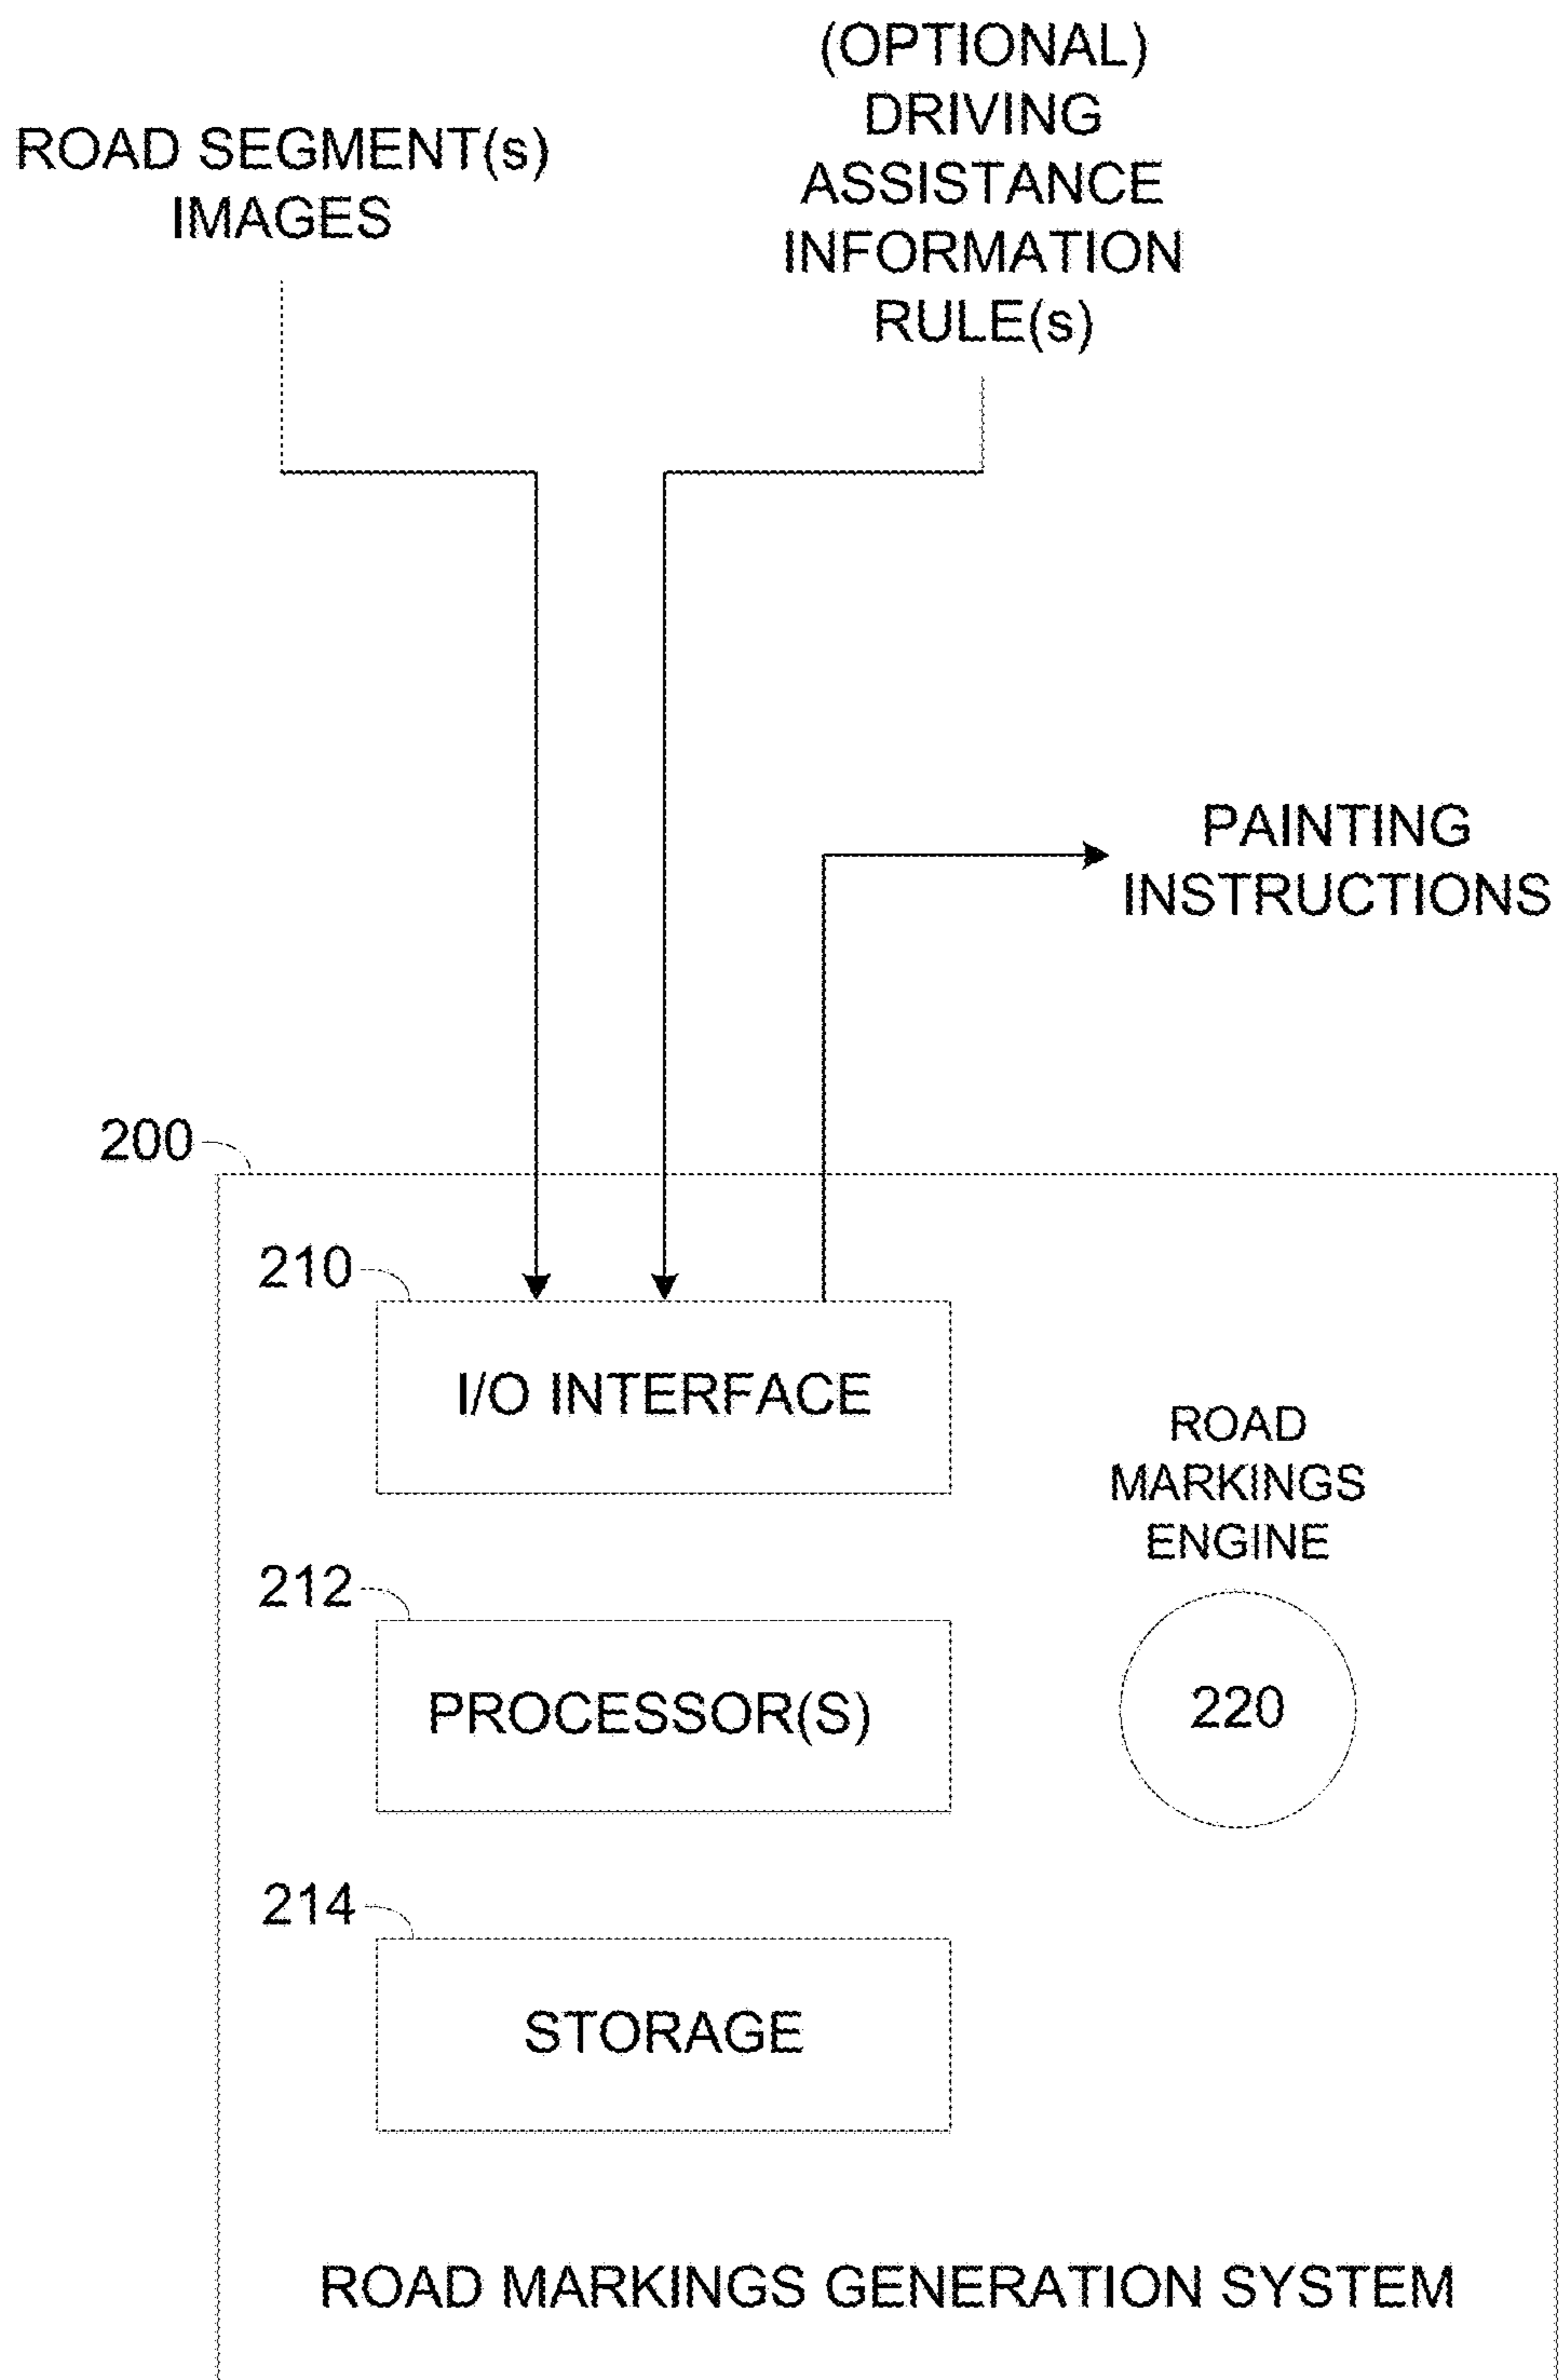 ROAD SEGMENT(s)
IMAGES
(OPTIONAL)
DRIVING
ASSISTANCE
INFORMATION
RULE(s)
PAINTING
INSTRUCTIONS
200
210
I/O INTERFACE
ROAD
MARKINGS
ENGINE
212
PROCESSOR(S)
220
214
STORAGE
ROAD MARKINGS GENERATION SYSTEM